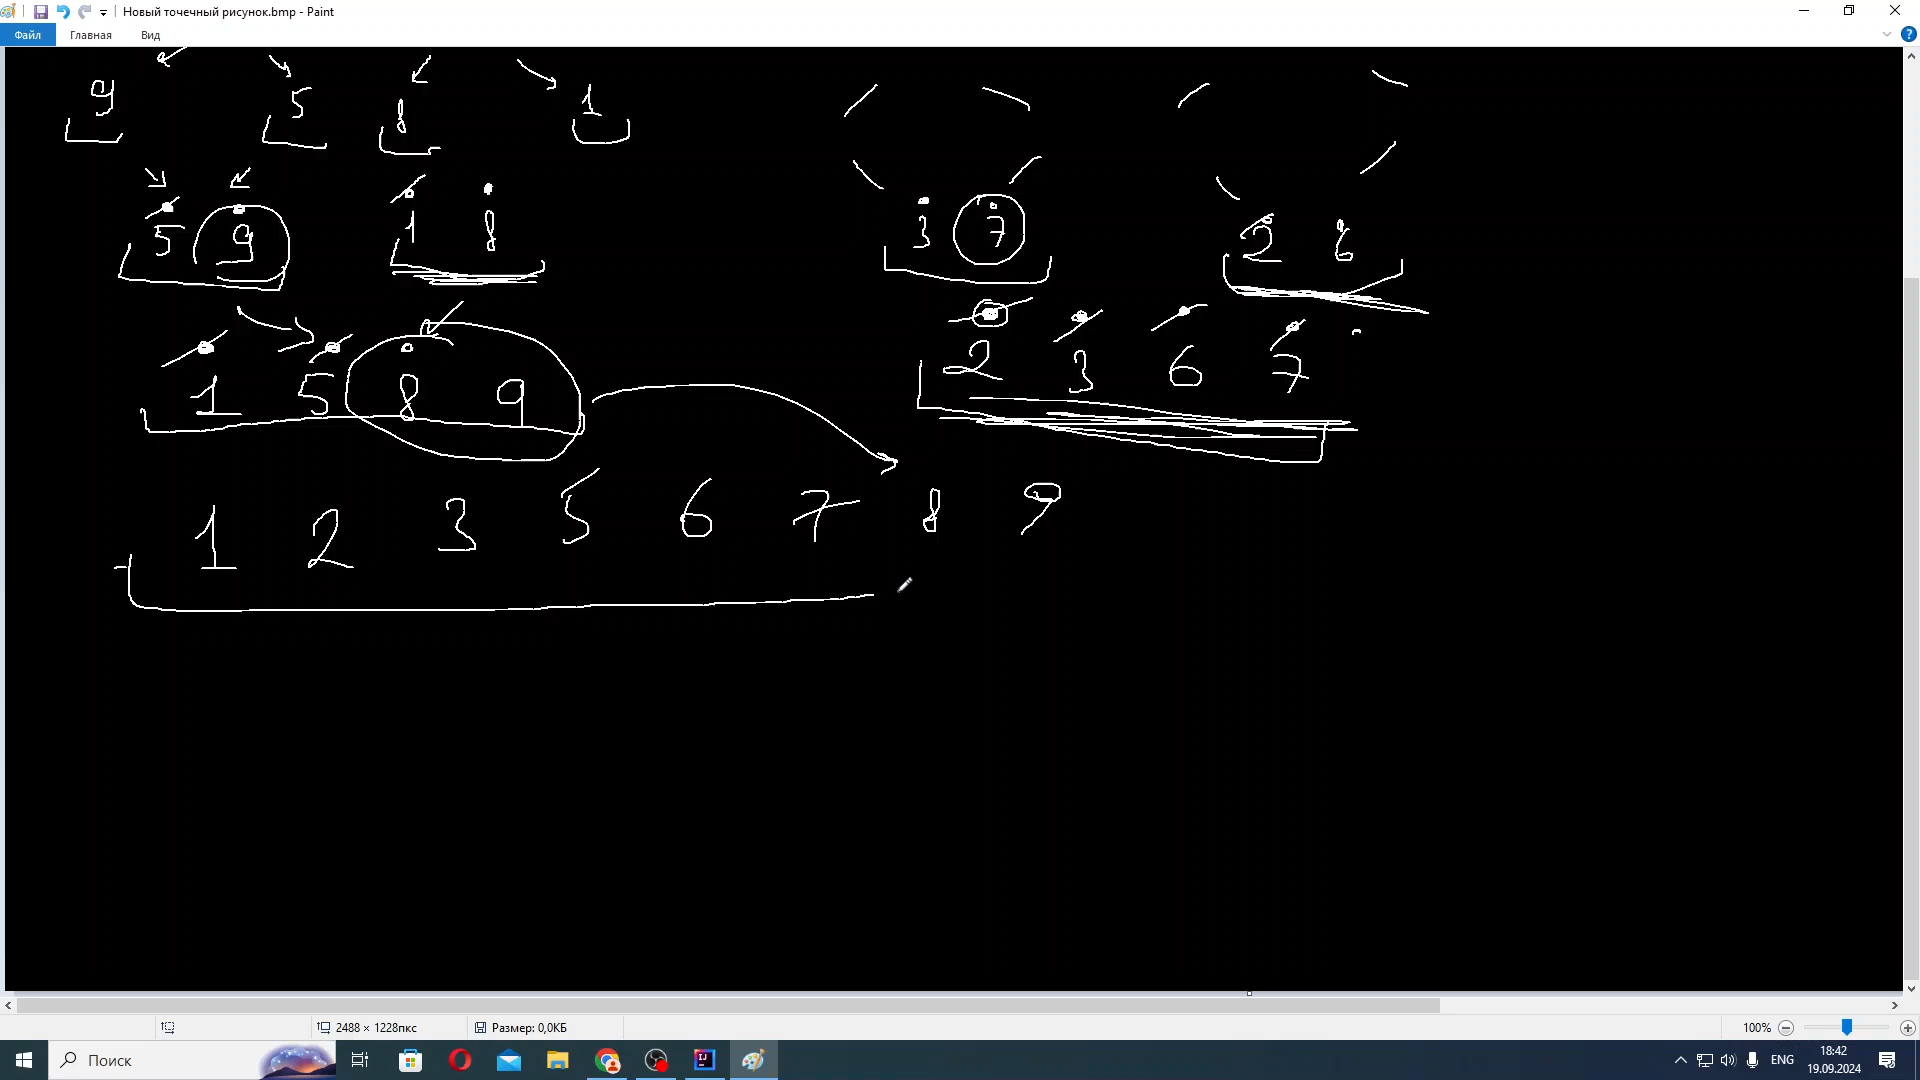 Новый точечный рисунок.bmp - Paint
Файл Главная Вид
9 5 8 1
5 9 1 8 3 7 2 6
1 5 8 9 2 3 6 7
1 2 3 5 6 7 8 9
2488 × 1228пкс Размер: 0,0КБ 100%
Поиск ENG 18:42
19.09.2024